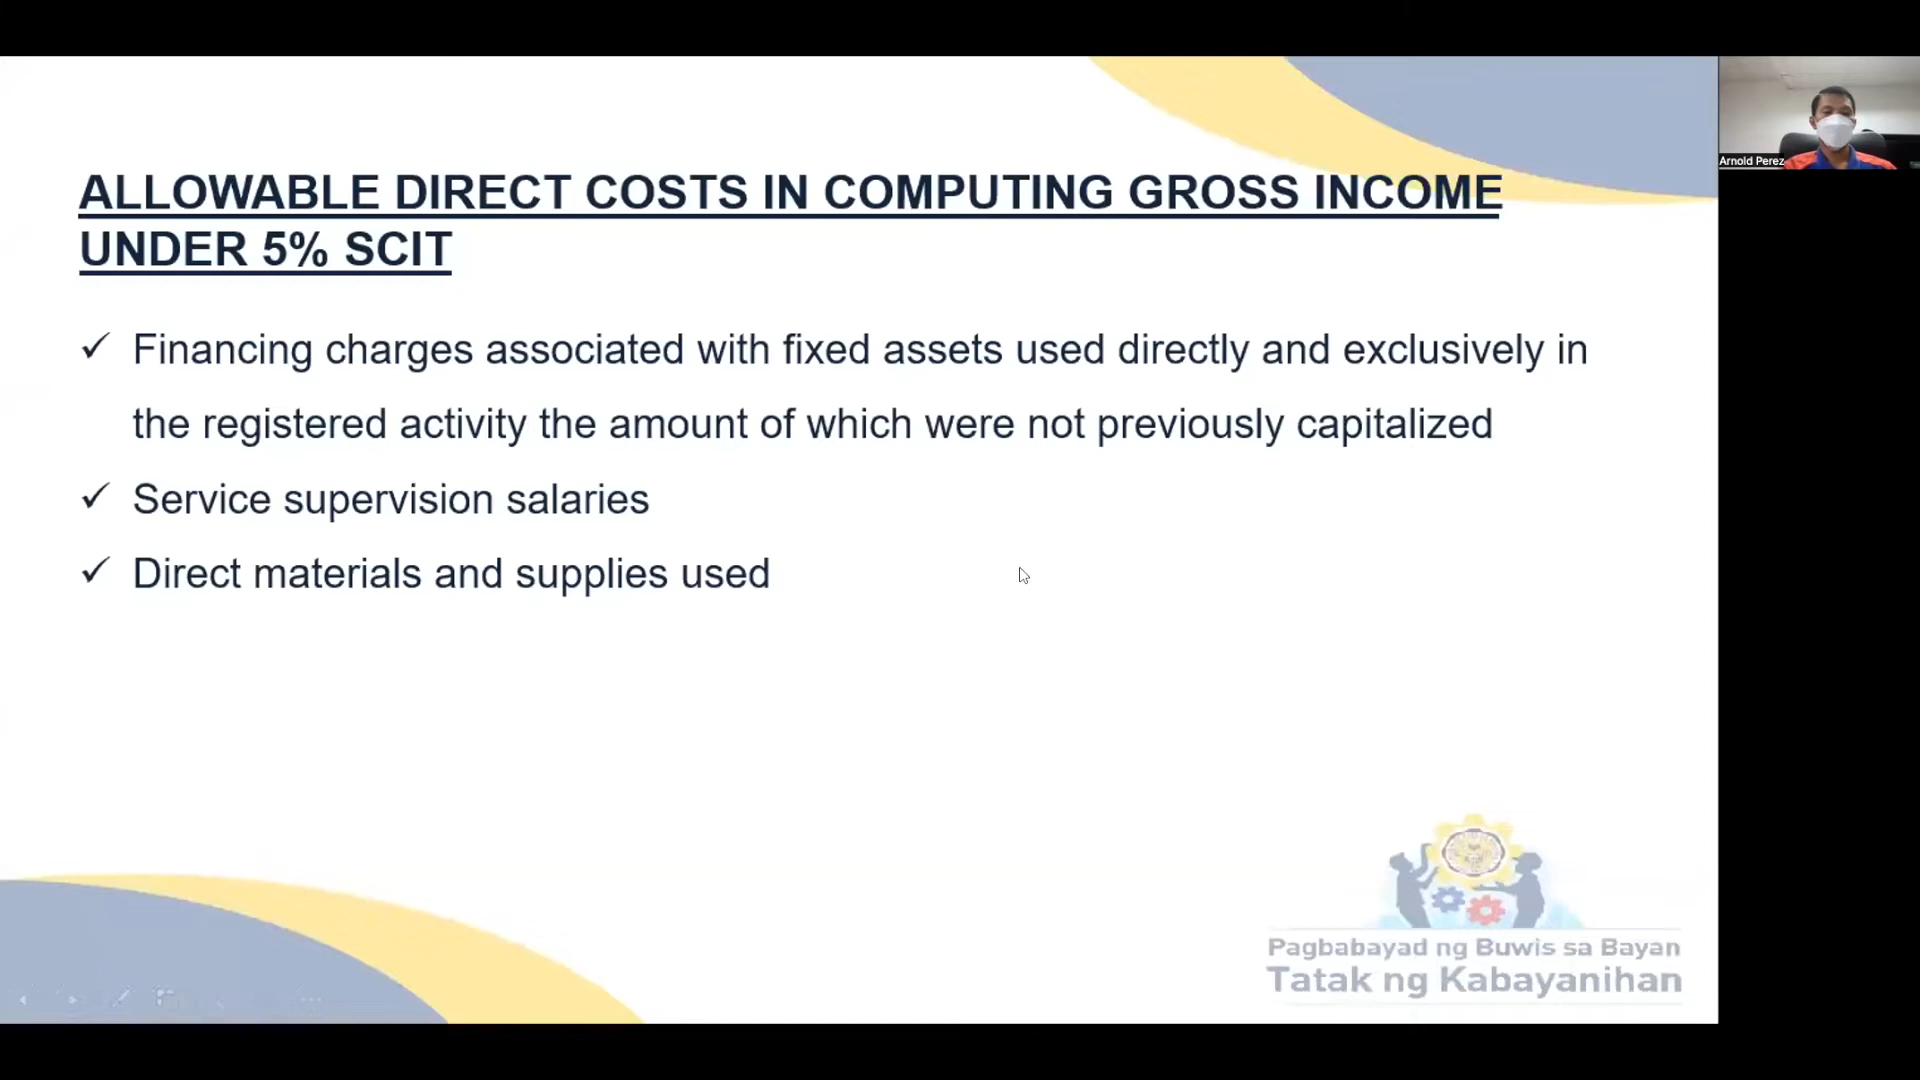 ALLOWABLE DIRECT COSTS IN COMPUTING GROSS INCOME
UNDER 5% SCIT
✓ Financing charges associated with fixed assets used directly and exclusively in
the registered activity the amount of which were not previously capitalized
✓ Service supervision salaries
✓ Direct materials and supplies used
Arnold Perez
Pagbabayad ng Buwis sa Bayan
Tatak ng Kabayanihan